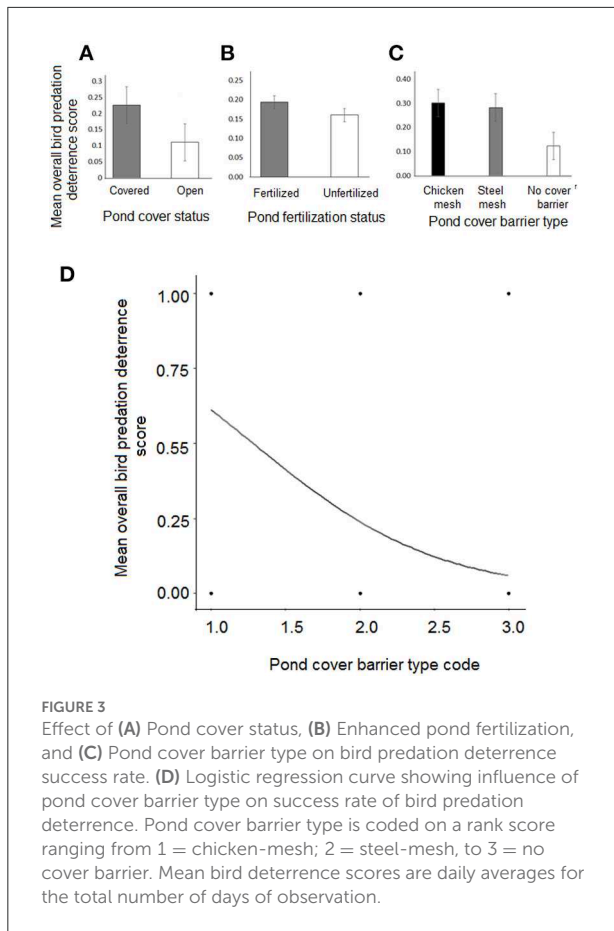 A
B
C
Mean overall bird predation
deterrence score
0.3
0.25
0.2
0.15
0.1
0.05
0
Covered Open
Pond cover status
0.25
0.20
0.15
0.10
0.05
0.00
Fertilized Unfertilized
Pond fertilization status
0.40
0.30
0.20
0.10
0.00
Chicken Steel No cover
mesh mesh barrier
Pond cover barrier type
D
Mean overall bird predation deterrence
score
1.00
0.75
0.55
0.25
0.00
1.0 1.5 2.0 2.5 3.0
Pond cover barrier type code
FIGURE 3
Effect of (A) Pond cover status, (B) Enhanced pond fertilization,
and (C) Pond cover barrier type on bird predation deterrence
success rate. (D) Logistic regression curve showing influence of
pond cover barrier type on success rate of bird predation
deterrence. Pond cover barrier type is coded on a rank score
ranging from 1 = chicken-mesh; 2 = steel-mesh, to 3 = no
cover barrier. Mean bird deterrence scores are daily averages for
the total number of days of observation.